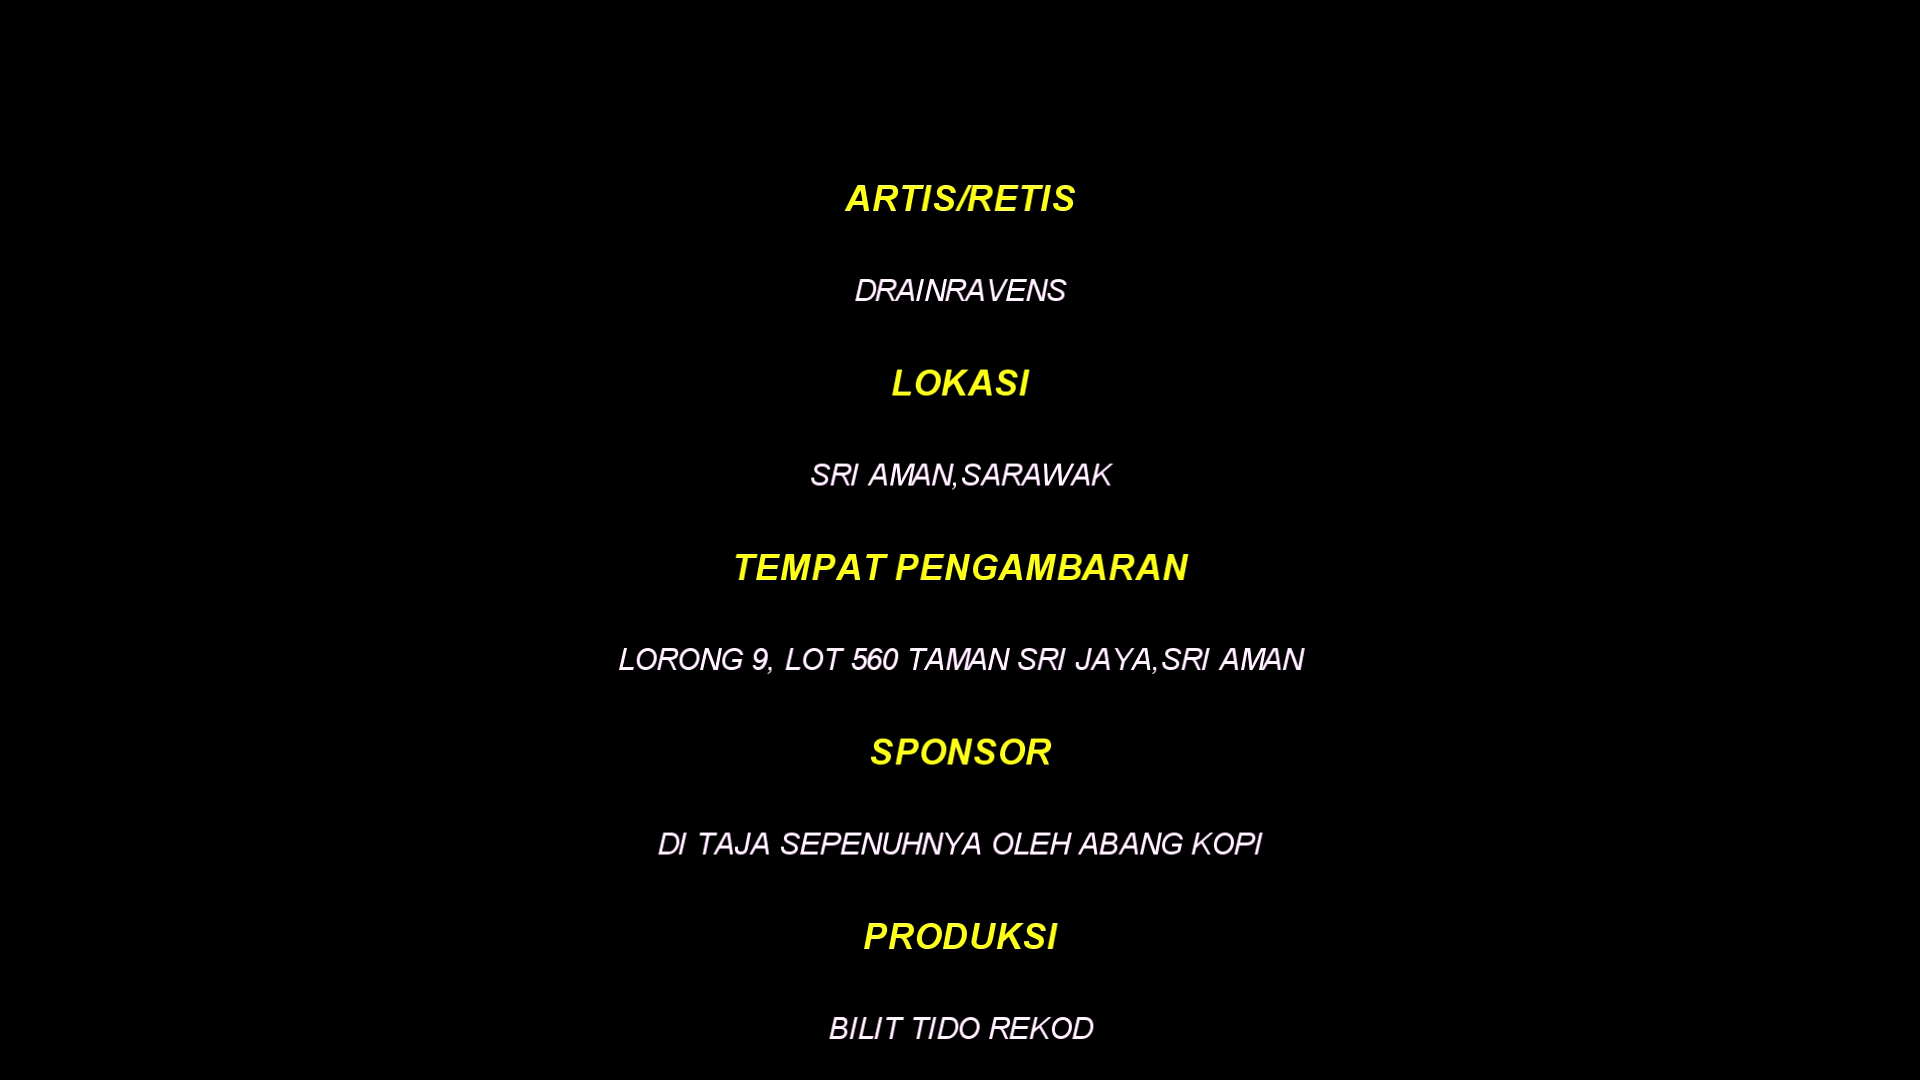 ARTIS/RETIS
DRAINRAVENS
LOKASI
SRI AMAN,SARAWAK
TEMPAT PENGAMBARAN
LORONG 9, LOT 560 TAMAN SRI JAYA,SRI AMAN
SPONSOR
DI TAJA SEPENUHNYA OLEH ABANG KOPI
PRODUKSI
BILIT TIDO REKOD